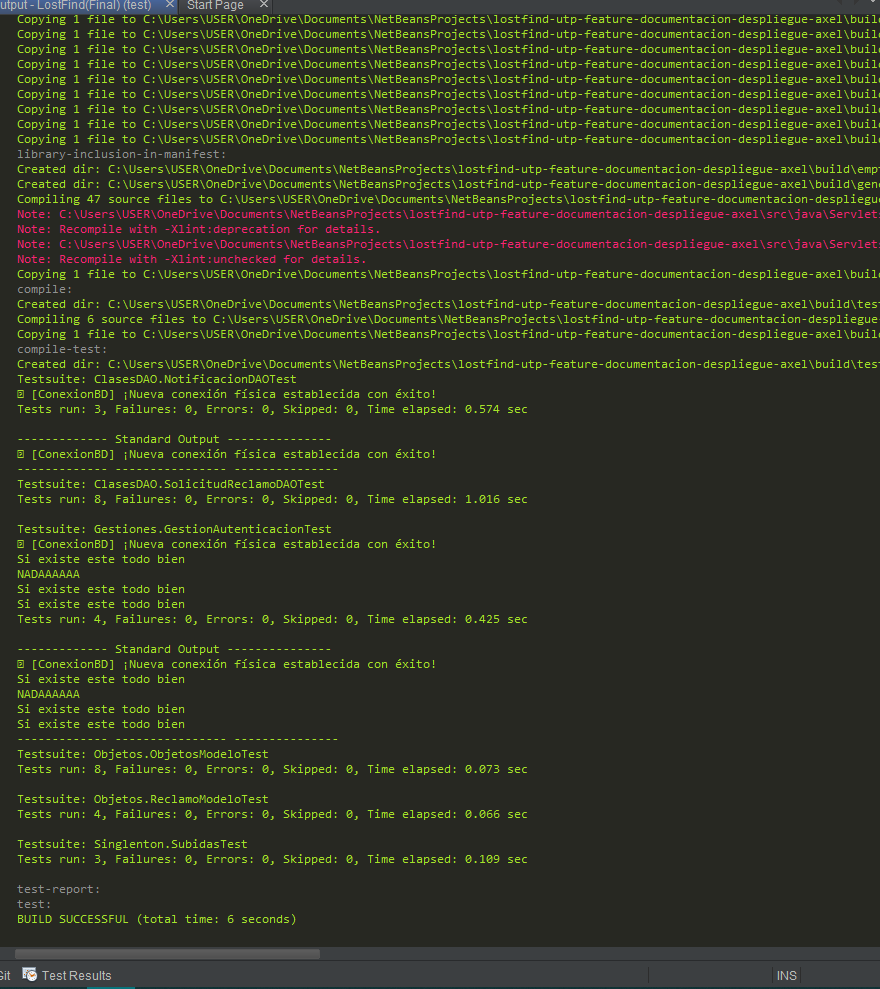 utput - LostFind(Final) (test) × Start Page ×
Copying 1 file to C:\Users\USER\OneDrive\Documents\NetBeansProjects\lostfind-utp-feature-documentacion-despliegue-axel\buil
Copying 1 file to C:\Users\USER\OneDrive\Documents\NetBeansProjects\lostfind-utp-feature-documentacion-despliegue-axel\buil
Copying 1 file to C:\Users\USER\OneDrive\Documents\NetBeansProjects\lostfind-utp-feature-documentacion-despliegue-axel\buil
Copying 1 file to C:\Users\USER\OneDrive\Documents\NetBeansProjects\lostfind-utp-feature-documentacion-despliegue-axel\buil
Copying 1 file to C:\Users\USER\OneDrive\Documents\NetBeansProjects\lostfind-utp-feature-documentacion-despliegue-axel\buil
Copying 1 file to C:\Users\USER\OneDrive\Documents\NetBeansProjects\lostfind-utp-feature-documentacion-despliegue-axel\buil
Copying 1 file to C:\Users\USER\OneDrive\Documents\NetBeansProjects\lostfind-utp-feature-documentacion-despliegue-axel\buil
Copying 1 file to C:\Users\USER\OneDrive\Documents\NetBeansProjects\lostfind-utp-feature-documentacion-despliegue-axel\buil
Copying 1 file to C:\Users\USER\OneDrive\Documents\NetBeansProjects\lostfind-utp-feature-documentacion-despliegue-axel\buil
library-inclusion-in-manifest:
Created dir: C:\Users\USER\OneDrive\Documents\NetBeansProjects\lostfind-utp-feature-documentacion-despliegue-axel\build\emp
Created dir: C:\Users\USER\OneDrive\Documents\NetBeansProjects\lostfind-utp-feature-documentacion-despliegue-axel\build\gen
Compiling 47 source files to C:\Users\USER\OneDrive\Documents\NetBeansProjects\lostfind-utp-feature-documentacion-despliegu
Note: C:\Users\USER\OneDrive\Documents\NetBeansProjects\lostfind-utp-feature-documentacion-despliegue-axel\src\java\Servlet
Note: Recompile with -Xlint:deprecation for details.
Note: C:\Users\USER\OneDrive\Documents\NetBeansProjects\lostfind-utp-feature-documentacion-despliegue-axel\src\java\Servlet
Note: Recompile with -Xlint:unchecked for details.
Copying 1 file to C:\Users\USER\OneDrive\Documents\NetBeansProjects\lostfind-utp-feature-documentacion-despliegue-axel\buil
compile:
Created dir: C:\Users\USER\OneDrive\Documents\NetBeansProjects\lostfind-utp-feature-documentacion-despliegue-axel\build\tes
Compiling 6 source files to C:\Users\USER\OneDrive\Documents\NetBeansProjects\lostfind-utp-feature-documentacion-despliegue
Copying 1 file to C:\Users\USER\OneDrive\Documents\NetBeansProjects\lostfind-utp-feature-documentacion-despliegue-axel\buil
compile-test:
Created dir: C:\Users\USER\OneDrive\Documents\NetBeansProjects\lostfind-utp-feature-documentacion-despliegue-axel\build\test
Testsuite: ClasesDAO.NotificacionDAOTest
[ConexionBD] ¡Nueva conexión física establecida con éxito!
Tests run: 3, Failures: 0, Errors: 0, Skipped: 0, Time elapsed: 0.574 sec
------------- Standard Output ---------------
[ConexionBD] ¡Nueva conexión física establecida con éxito!
------------- ---------------- ---------------
Testsuite: ClasesDAO.SolicitudReclamoDAOTest
Tests run: 8, Failures: 0, Errors: 0, Skipped: 0, Time elapsed: 1.016 sec
Testsuite: Gestiones.GestionAutenticacionTest
[ConexionBD] ¡Nueva conexión física establecida con éxito!
Si existe este todo bien
NADAAAAAA
Si existe este todo bien
Si existe este todo bien
Tests run: 4, Failures: 0, Errors: 0, Skipped: 0, Time elapsed: 0.425 sec
------------- Standard Output ---------------
[ConexionBD] ¡Nueva conexión física establecida con éxito!
Si existe este todo bien
NADAAAAAA
Si existe este todo bien
Si existe este todo bien
------------- ---------------- ---------------
Testsuite: Objetos.ObjetosModeloTest
Tests run: 8, Failures: 0, Errors: 0, Skipped: 0, Time elapsed: 0.073 sec
Testsuite: Objetos.ReclamoModeloTest
Tests run: 4, Failures: 0, Errors: 0, Skipped: 0, Time elapsed: 0.066 sec
Testsuite: Singlenton.SubidasTest
Tests run: 3, Failures: 0, Errors: 0, Skipped: 0, Time elapsed: 0.109 sec
test-report:
test:
BUILD SUCCESSFUL (total time: 6 seconds)
Git Test Results INS